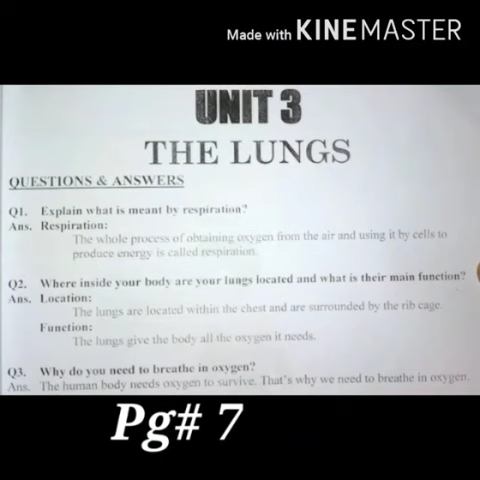 Made with KINEMASTER
UNIT 3
THE LUNGS
QUESTIONS & ANSWERS
Q1. Explain what is meant by respiration?
Ans. Respiration:
The whole process of obtaining oxygen from the air and using it by cells to
produce energy is called respiration.
Q2. Where inside your body are your lungs located and what is their main function?
Ans. Location:
The lungs are located within the chest and are surrounded by the rib cage.
Function:
The lungs give the body all the oxygen it needs.
Q3. Why do you need to breathe in oxygen?
Ans. The human body needs oxygen to survive. That's why we need to breathe in oxygen.
Pg# 7